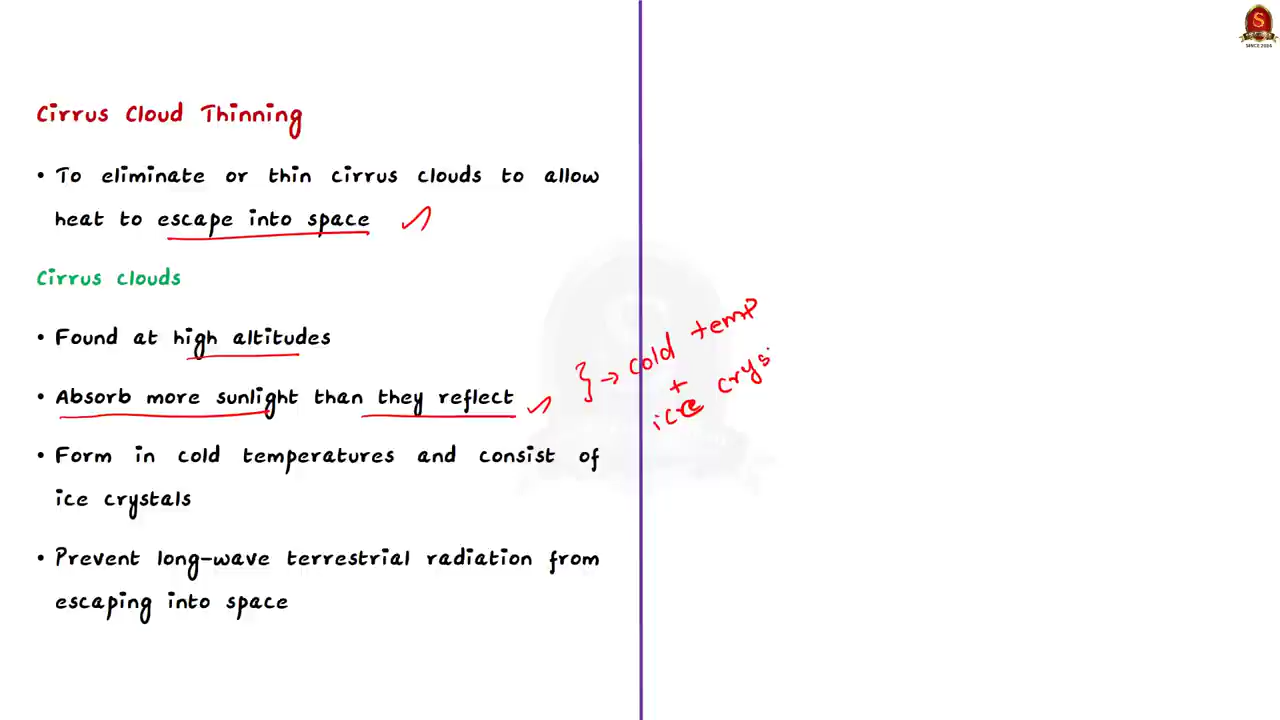 Cirrus Cloud Thinning
• To eliminate or thin cirrus clouds to allow
heat to escape into space
Cirrus clouds
• Found at high altitudes
• Absorb more sunlight than they reflect
} → cold temp
+
ice crys
• Form in cold temperatures and consist of
ice crystals
• Prevent long-wave terrestrial radiation from
escaping into space
S
SINCE 2004